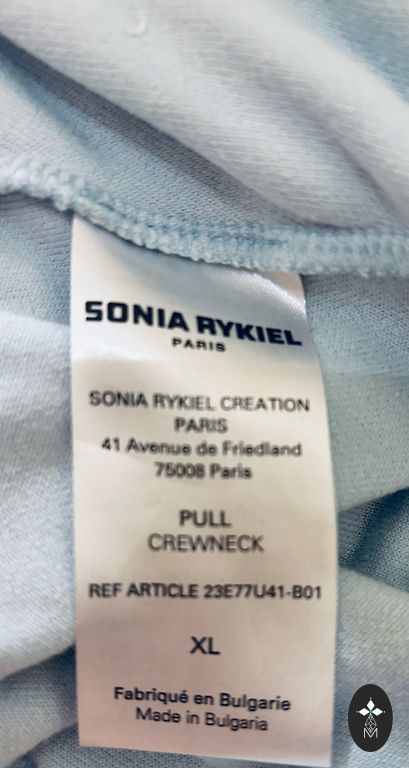 SONIA RYKIEL
PARIS
SONIA RYKIEL CREATION
PARIS
41 Avenue de Friedland
75008 Paris
PULL
CREWNECK
REF ARTICLE 23E77U41-B01
XL
Fabriqué en Bulgarie
Made in Bulgaria
M